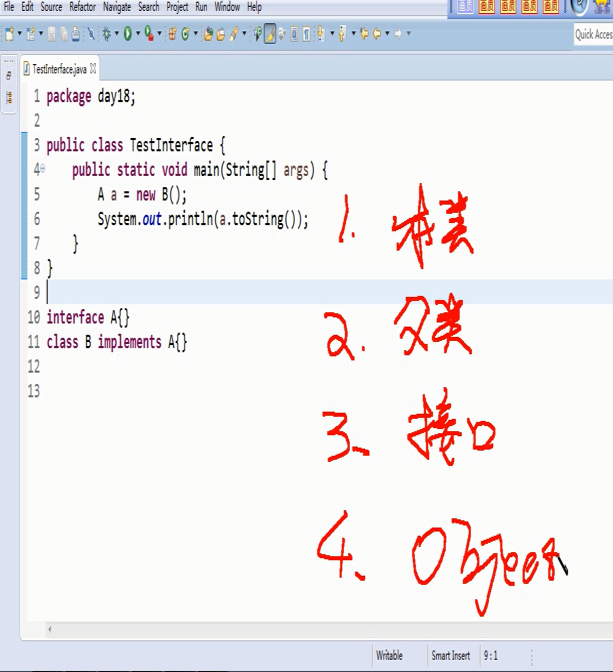 File Edit Source Refactor Navigate Search Project Run Window Help
Quick Acces
TestInterface.java
1 package day18;
2
3 public class TestInterface {
4 public static void main(String[] args) {
5 A a = new B();
6 System.out.println(a.toString());
7 }
8 }
9
10 interface A{}
11 class B implements A{}
12
13
1. 本类
2. 父类
3. 接口
4. Object
Writable Smart Insert 9 : 1